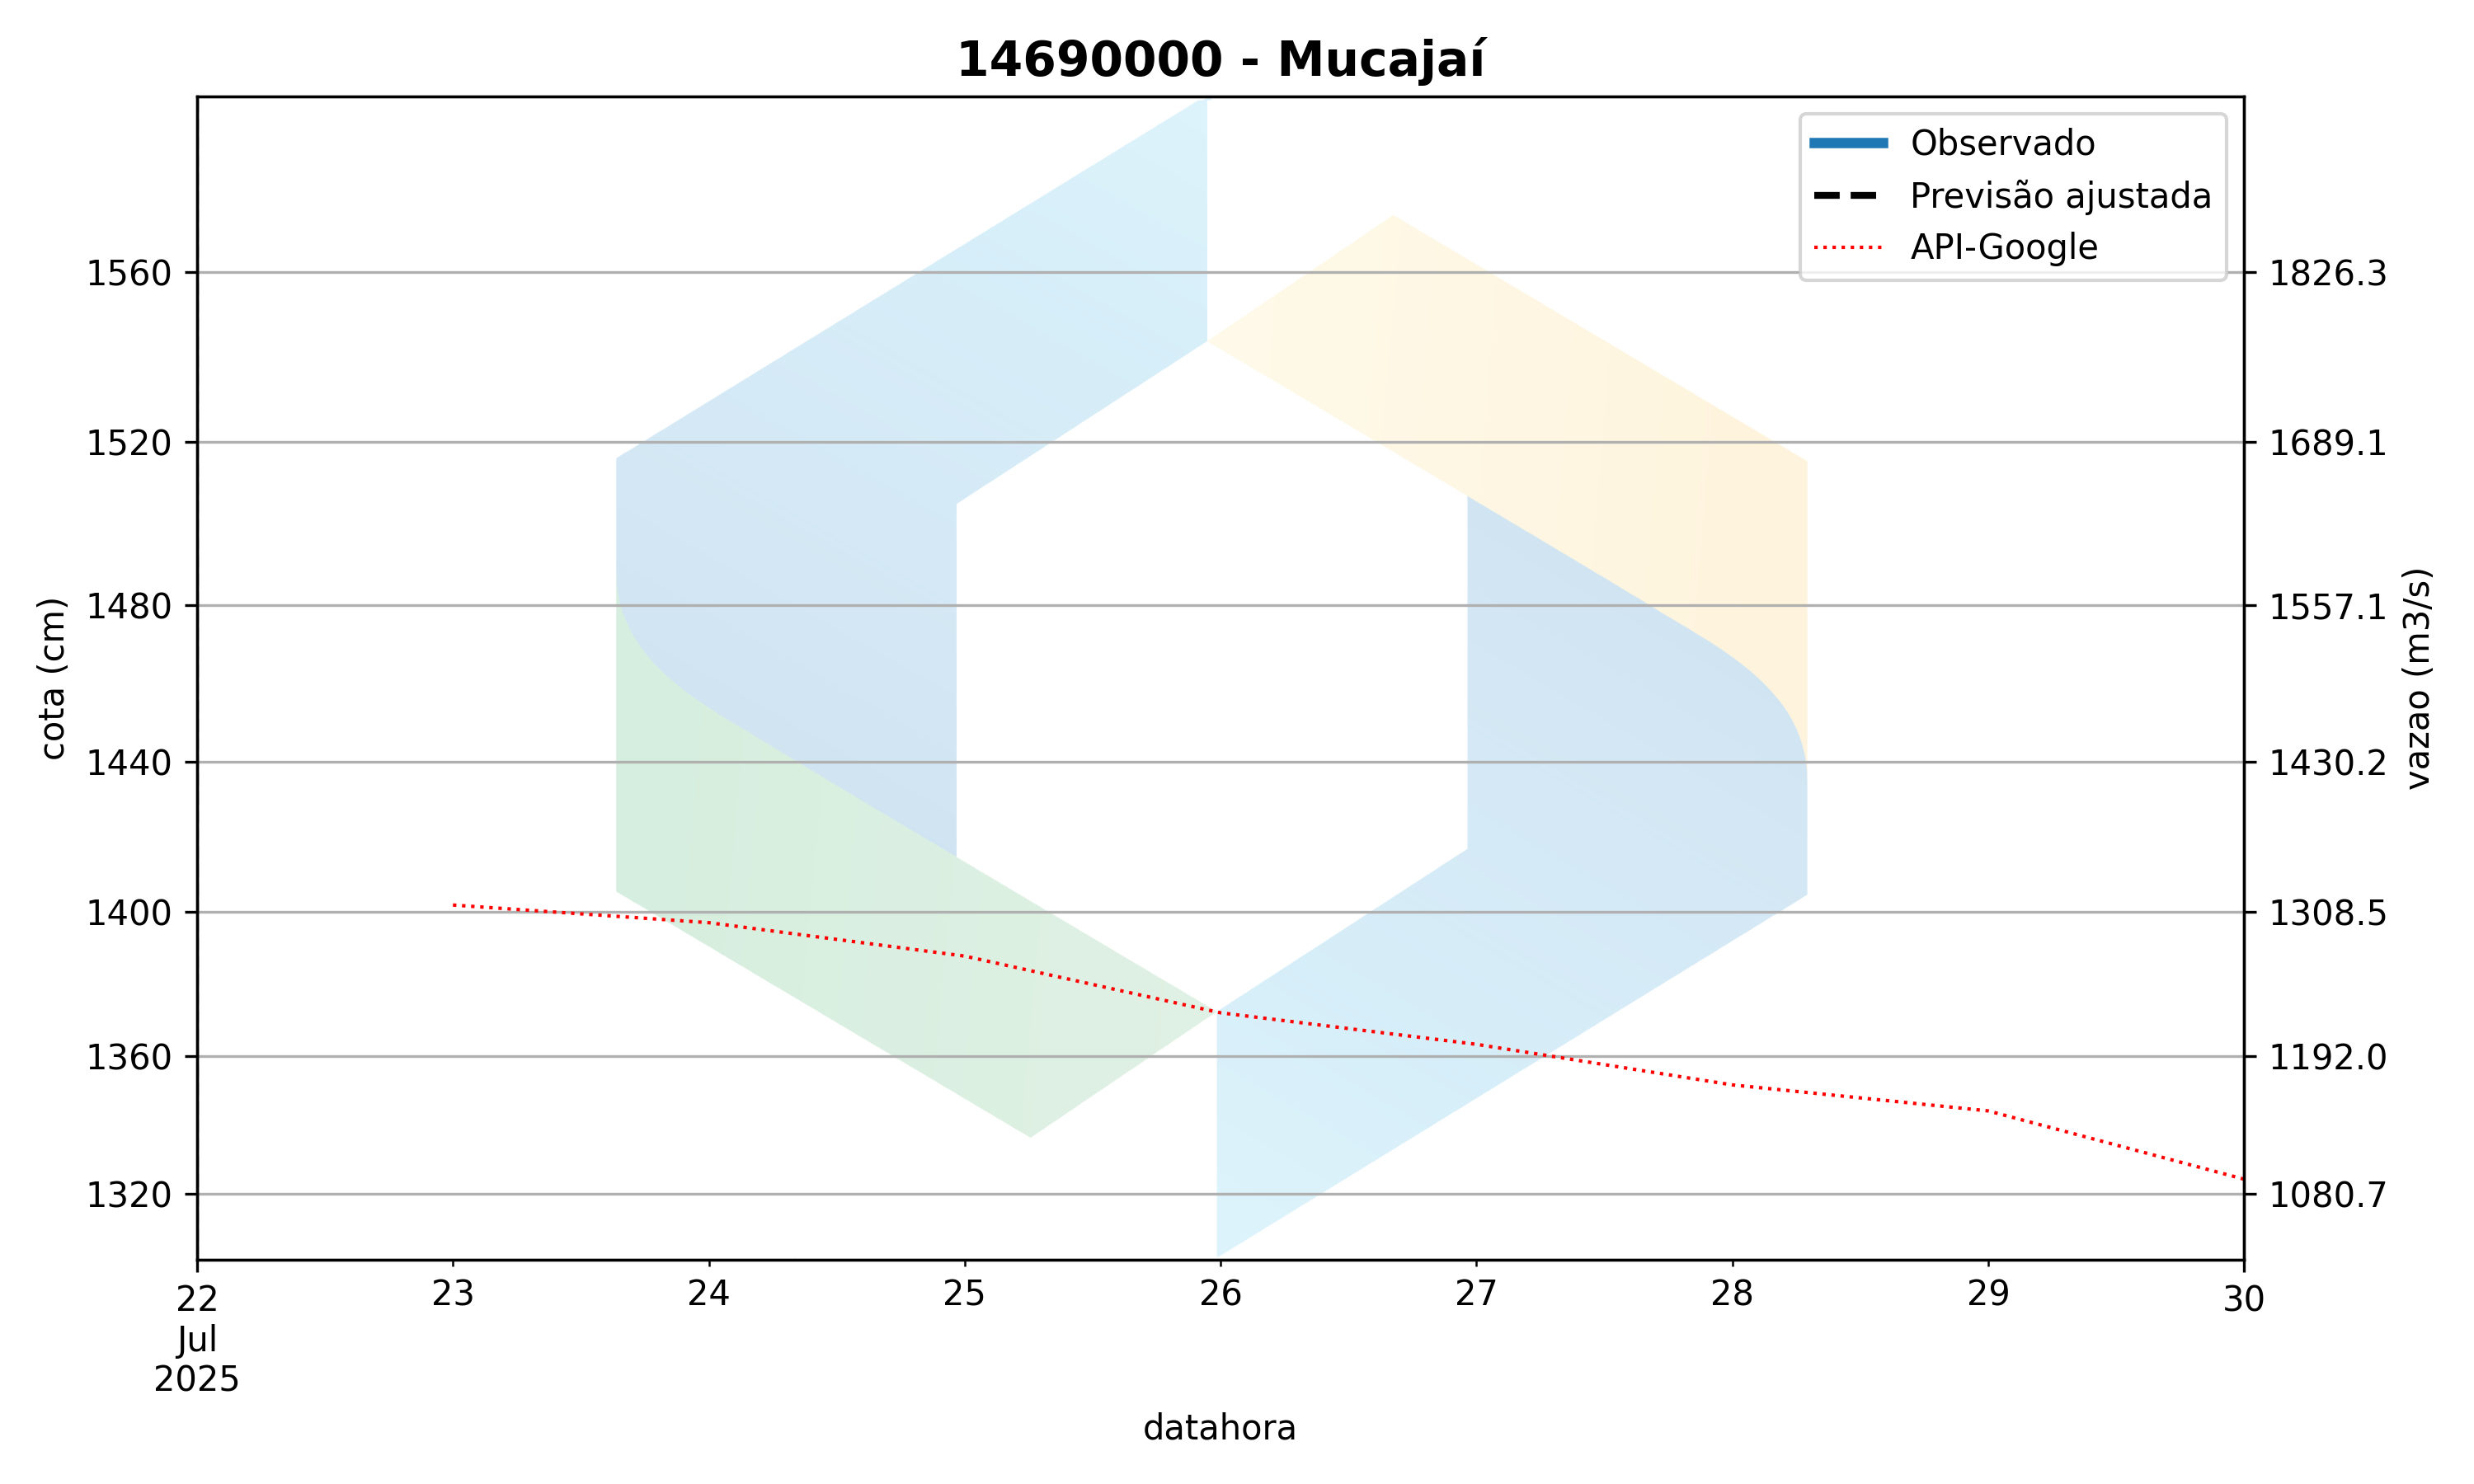 14690000 - Mucajaí
Observado
Previsão ajustada
API-Google
cota (cm)
1560
1520
1480
1440
1400
1360
1320
1826.3
1689.1
1557.1
1430.2
1308.5
1192.0
1080.7
vazao (m3/s)
22 23 24 25 26 27 28 29 30
Jul
2025
datahora